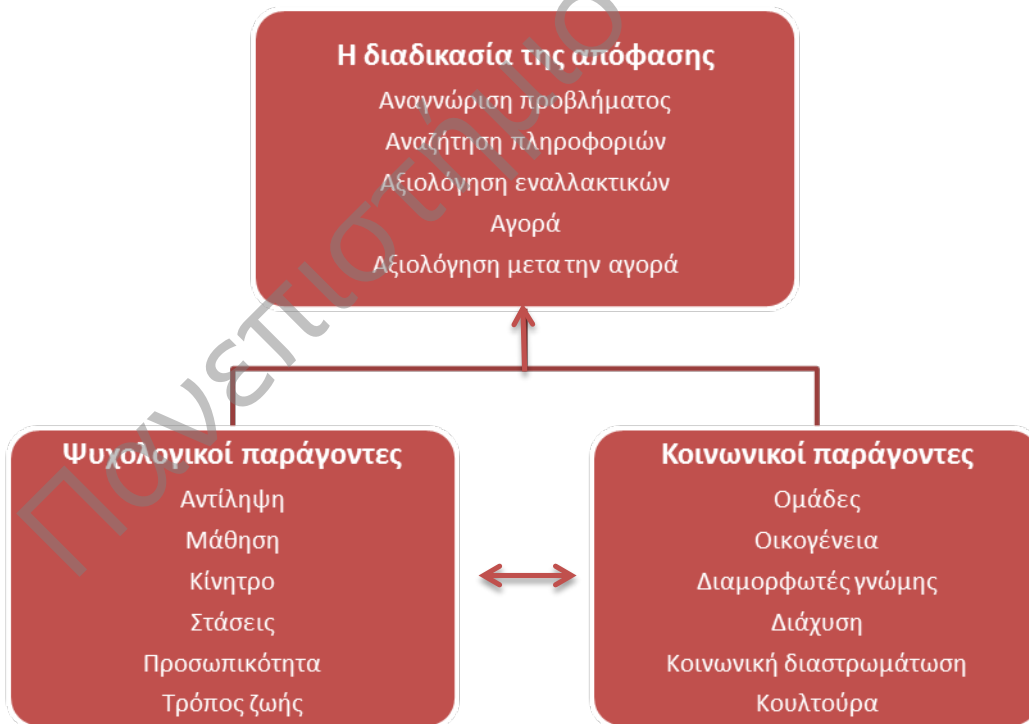 Η διαδικασία της απόφασης
Αναγνώριση προβλήματος
Αναζήτηση πληροφοριών
Αξιολόγηση εναλλακτικών
Αγορά
Αξιολόγηση μετα την αγορά
Ψυχολογικοί παράγοντες
Αντίληψη
Μάθηση
Κίνητρο
Στάσεις
Προσωπικότητα
Τρόπος ζωής
Κοινωνικοί παράγοντες
Ομάδες
Οικογένεια
Διαμορφωτές γνώμης
Διάχυση
Κοινωνική διαστρωμάτωση
Κουλτούρα
Πανεπιστήμιο